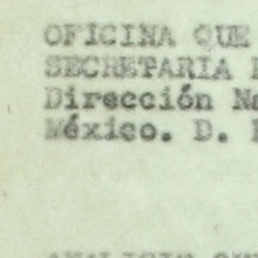 OFICINA QUE
SECRETARIA
Dirección
México. D.